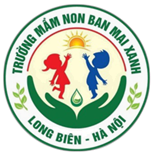 TRƯỜNG MẦM NON BAN MAI XANH
LONG BIÊN - HÀ NỘI